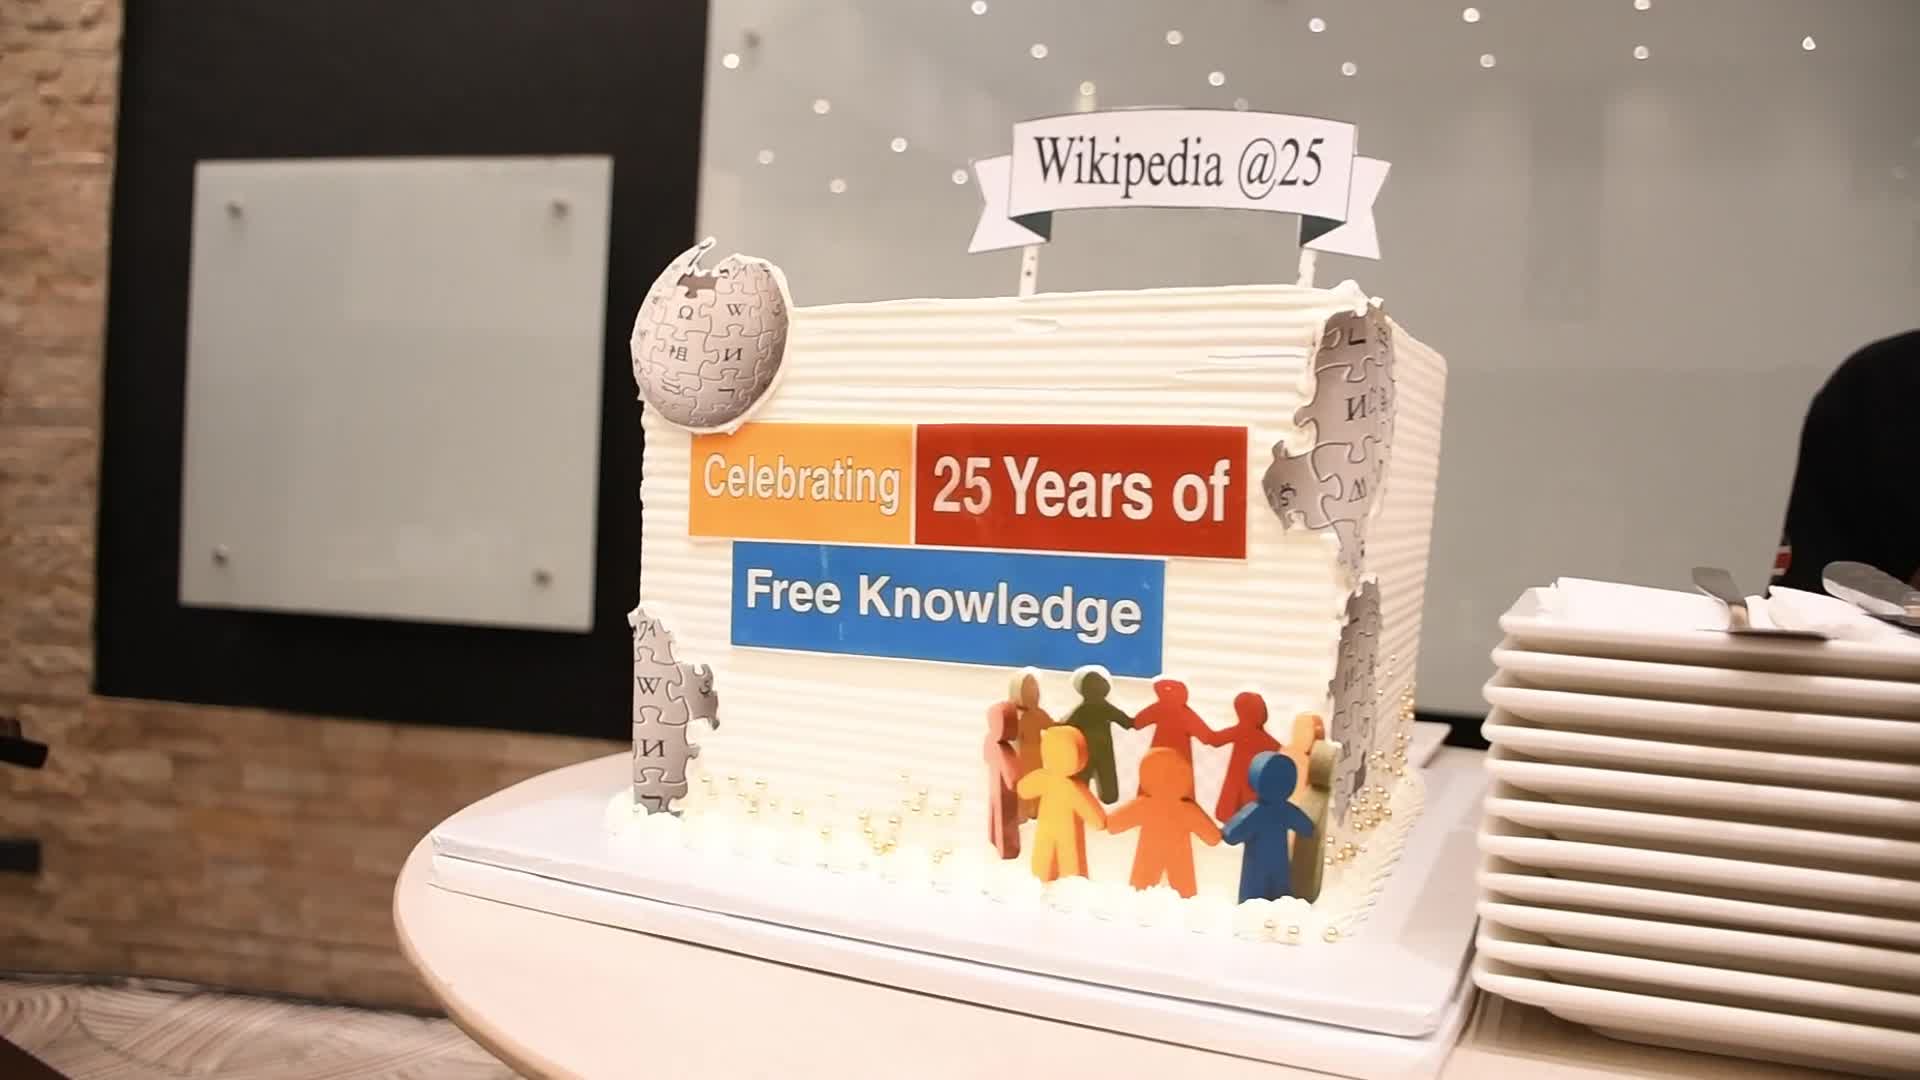 Wikipedia @25
Celebrating 25 Years of
Free Knowledge
Ω W
И
W
И
И
W